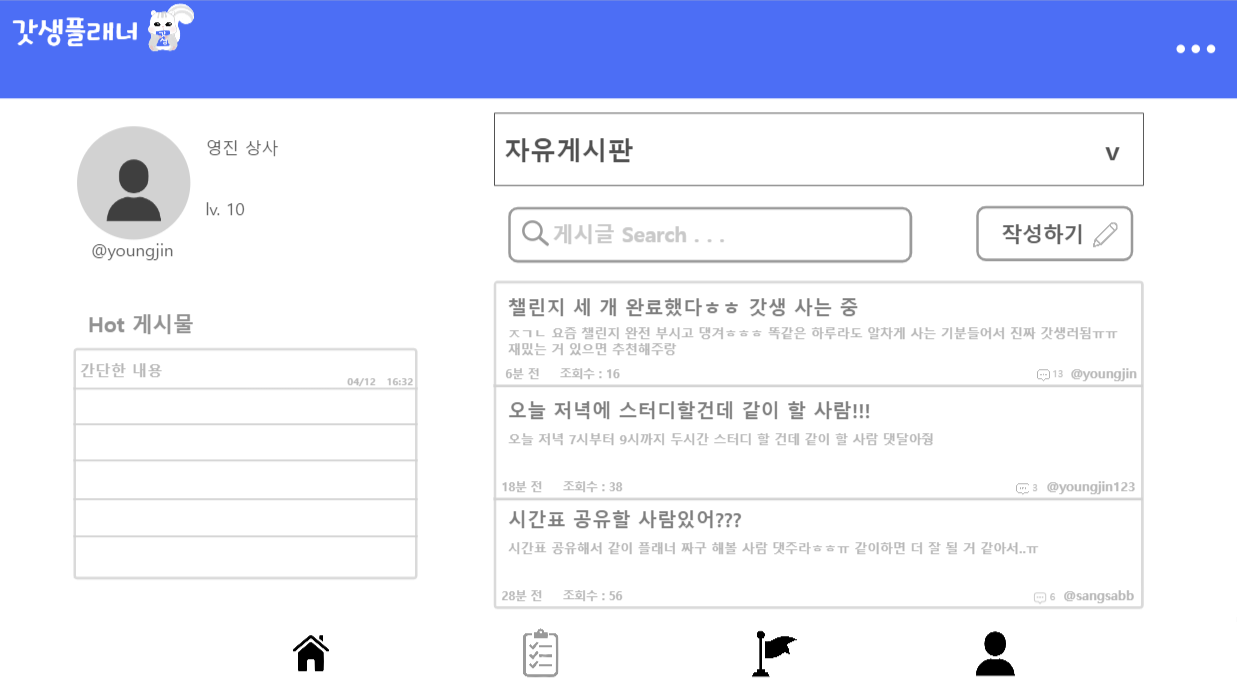 갓생플래너
영진 상사
lv. 10
@youngjin
Hot 게시물
간단한 내용
04/12 16:32
자유게시판
v
게시글 Search . . .
작성하기
챌린지 세 개 완료했다ㅎㅎ 갓생 사는 중
ㅈㄱㄴ 요즘 챌린지 완전 부시고 댕겨ㅎㅎㅎ 똑같은 하루라도 알차게 사는 기분들어서 진짜 갓생러됨ㅠㅠ
재밌는 거 있으면 추천해주랑
6분 전 조회수 : 16 13 @youngjin
오늘 저녁에 스터디할건데 같이 할 사람!!!
오늘 저녁 7시부터 9시까지 두시간 스터디 할 건데 같이 할 사람 댓달아줭
18분 전 조회수 : 38 3 @youngjin123
시간표 공유할 사람있어???
시간표 공유해서 같이 플래너 짜구 해볼 사람 댓주라ㅎㅎㅠ 같이하면 더 잘 될 거 같아서..ㅠ
28분 전 조회수 : 56 6 @sangsabb